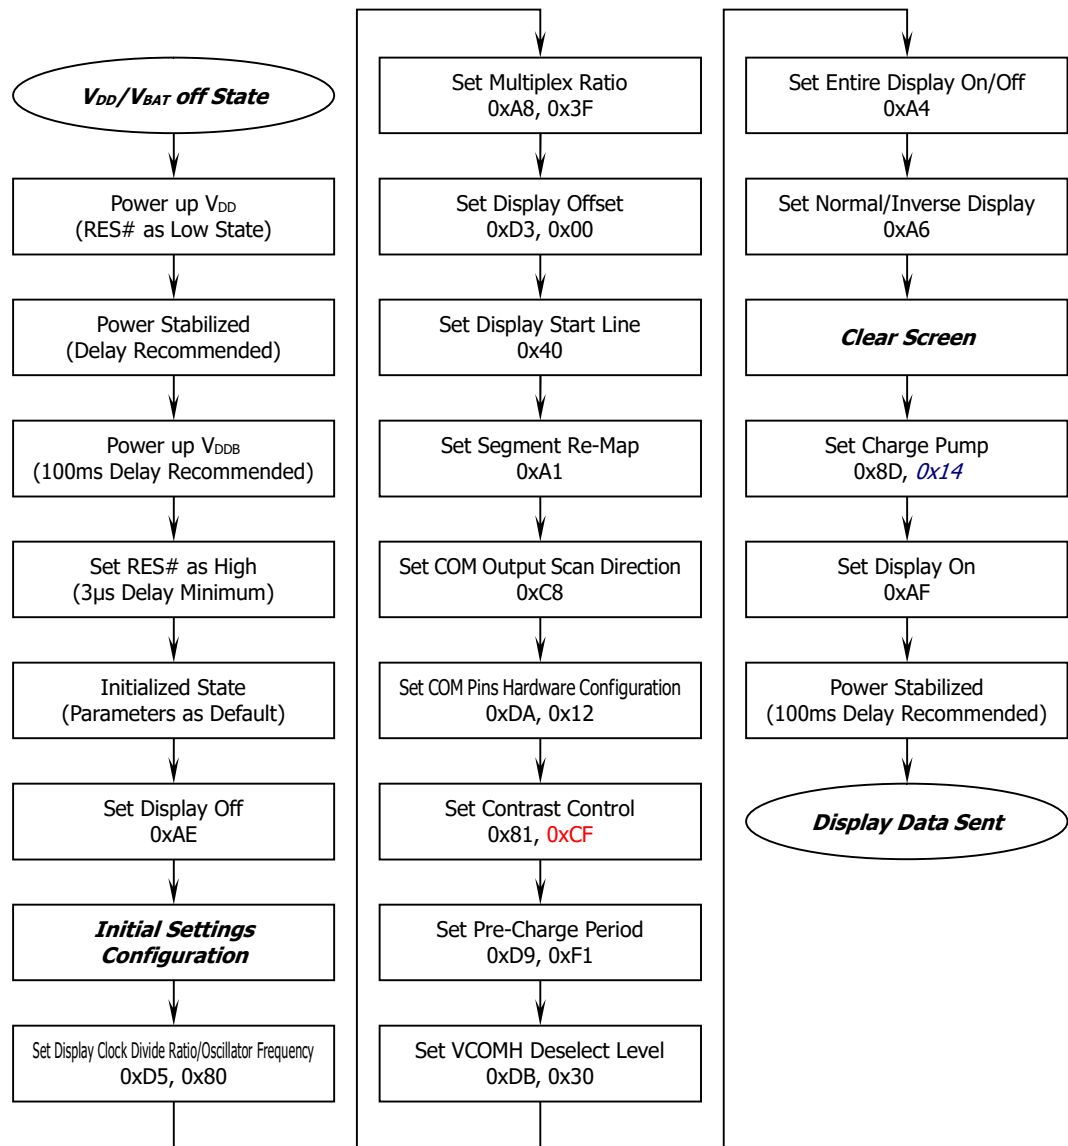 VDD/VBAT off State
Power up VDD
(RES# as Low State)
Power Stabilized
(Delay Recommended)
Power up VDDB
(100ms Delay Recommended)
Set RES# as High
(3μs Delay Minimum)
Initialized State
(Parameters as Default)
Set Display Off
0xAE
Initial Settings
Configuration
Set Display Clock Divide Ratio/Oscillator Frequency
0xD5, 0x80
Set Multiplex Ratio
0xA8, 0x3F
Set Display Offset
0xD3, 0x00
Set Display Start Line
0x40
Set Segment Re-Map
0xA1
Set COM Output Scan Direction
0xC8
Set COM Pins Hardware Configuration
0xDA, 0x12
Set Contrast Control
0x81, 0xCF
Set Pre-Charge Period
0xD9, 0xF1
Set VCOMH Deselect Level
0xDB, 0x30
Set Entire Display On/Off
0xA4
Set Normal/Inverse Display
0xA6
Clear Screen
Set Charge Pump
0x8D, 0x14
Set Display On
0xAF
Power Stabilized
(100ms Delay Recommended)
Display Data Sent